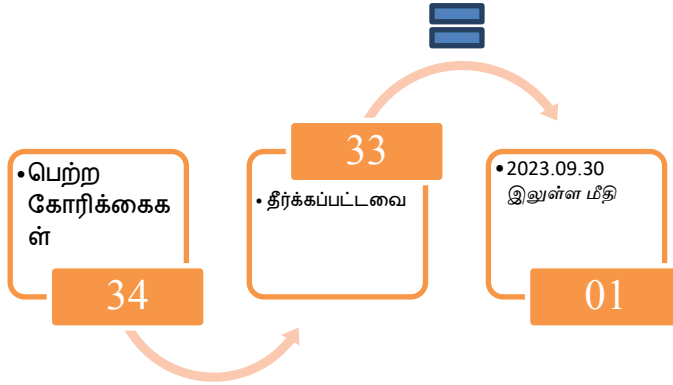 •பெற்ற
கோரிக்கைக
ள்
34
33
• தீர்க்கப்பட்டவை
• 2023.09.30
இலுள்ள மீதி
01